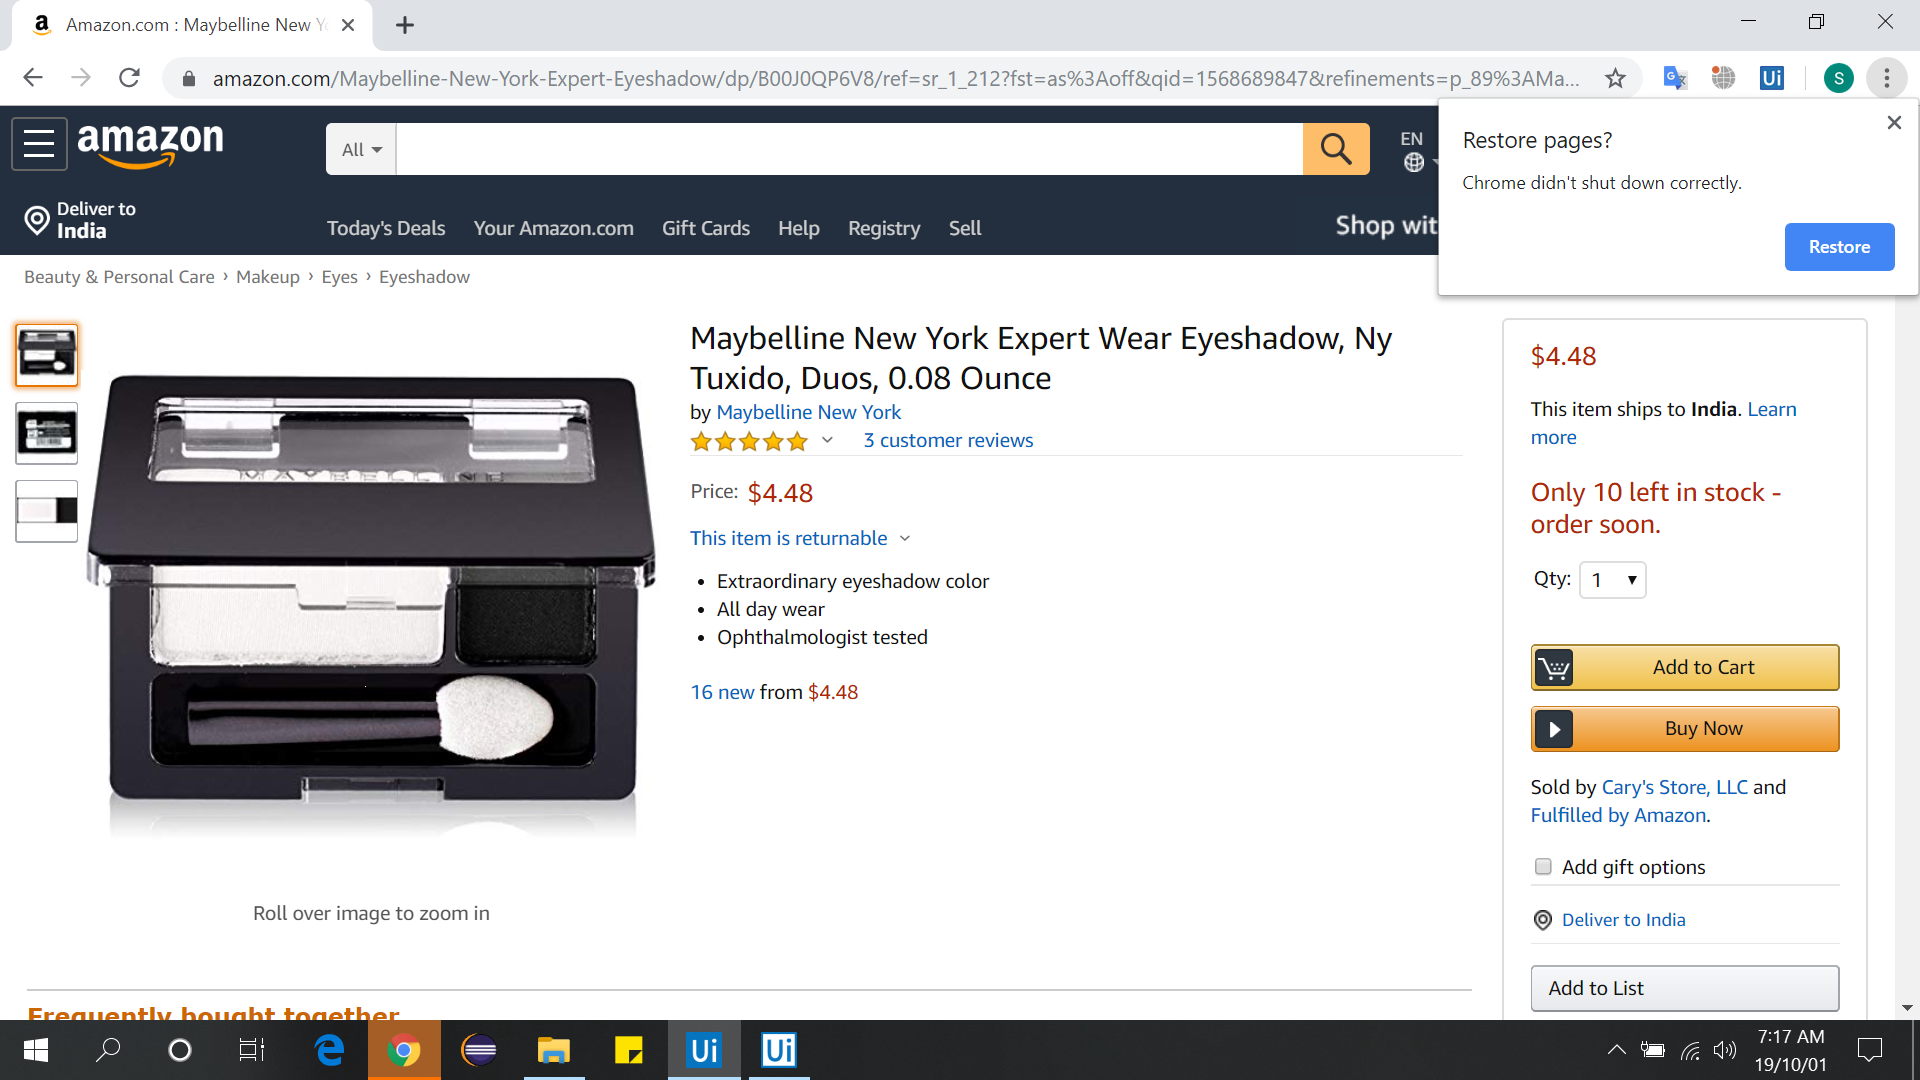 Amazon.com : Maybelline New Y
amazon.com/Maybelline-New-York-Expert-Eyeshadow/dp/B00J0QP6V8/ref=sr_1_212?fst=as%3Aoff&qid=1568689847&refinements=p_89%3AMa...
S
Restore pages?
Chrome didn't shut down correctly.
Restore
amazon
All
EN
Deliver to
India
Today's Deals Your Amazon.com Gift Cards Help Registry Sell
Shop wit
Beauty & Personal Care › Makeup › Eyes › Eyeshadow
Maybelline New York Expert Wear Eyeshadow, Ny
Tuxido, Duos, 0.08 Ounce
by Maybelline New York
3 customer reviews
Price: $4.48
This item is returnable
• Extraordinary eyeshadow color
• All day wear
• Ophthalmologist tested
16 new from $4.48
Roll over image to zoom in
$4.48
This item ships to India. Learn
more
Only 10 left in stock -
order soon.
Qty: 1
Add to Cart
Buy Now
Sold by Cary's Store, LLC and
Fulfilled by Amazon.
Add gift options
Deliver to India
Add to List
Frequently bought together
7:17 AM
19/10/01